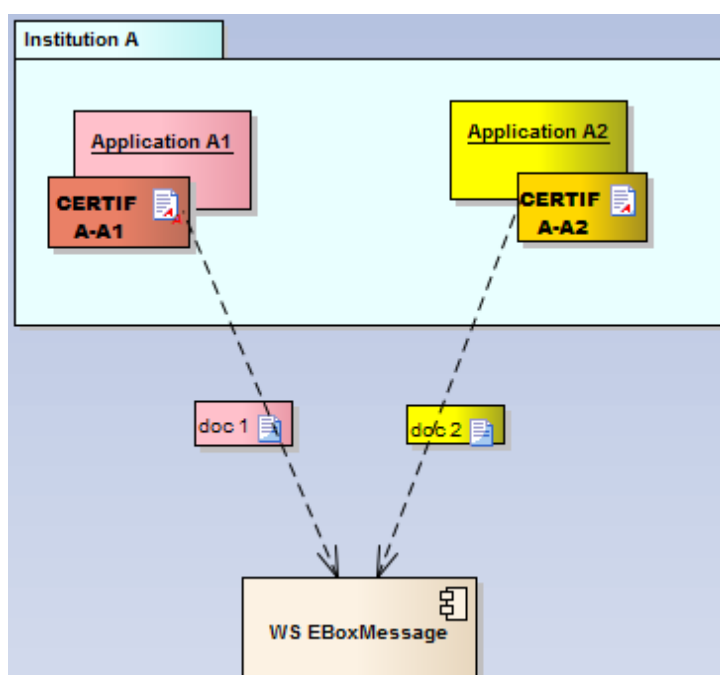 Institution A
Application A1
Application A2
CERTIF
A-A1
CERTIF
A-A2
doc 1
doc 2
WS EBoxMessage